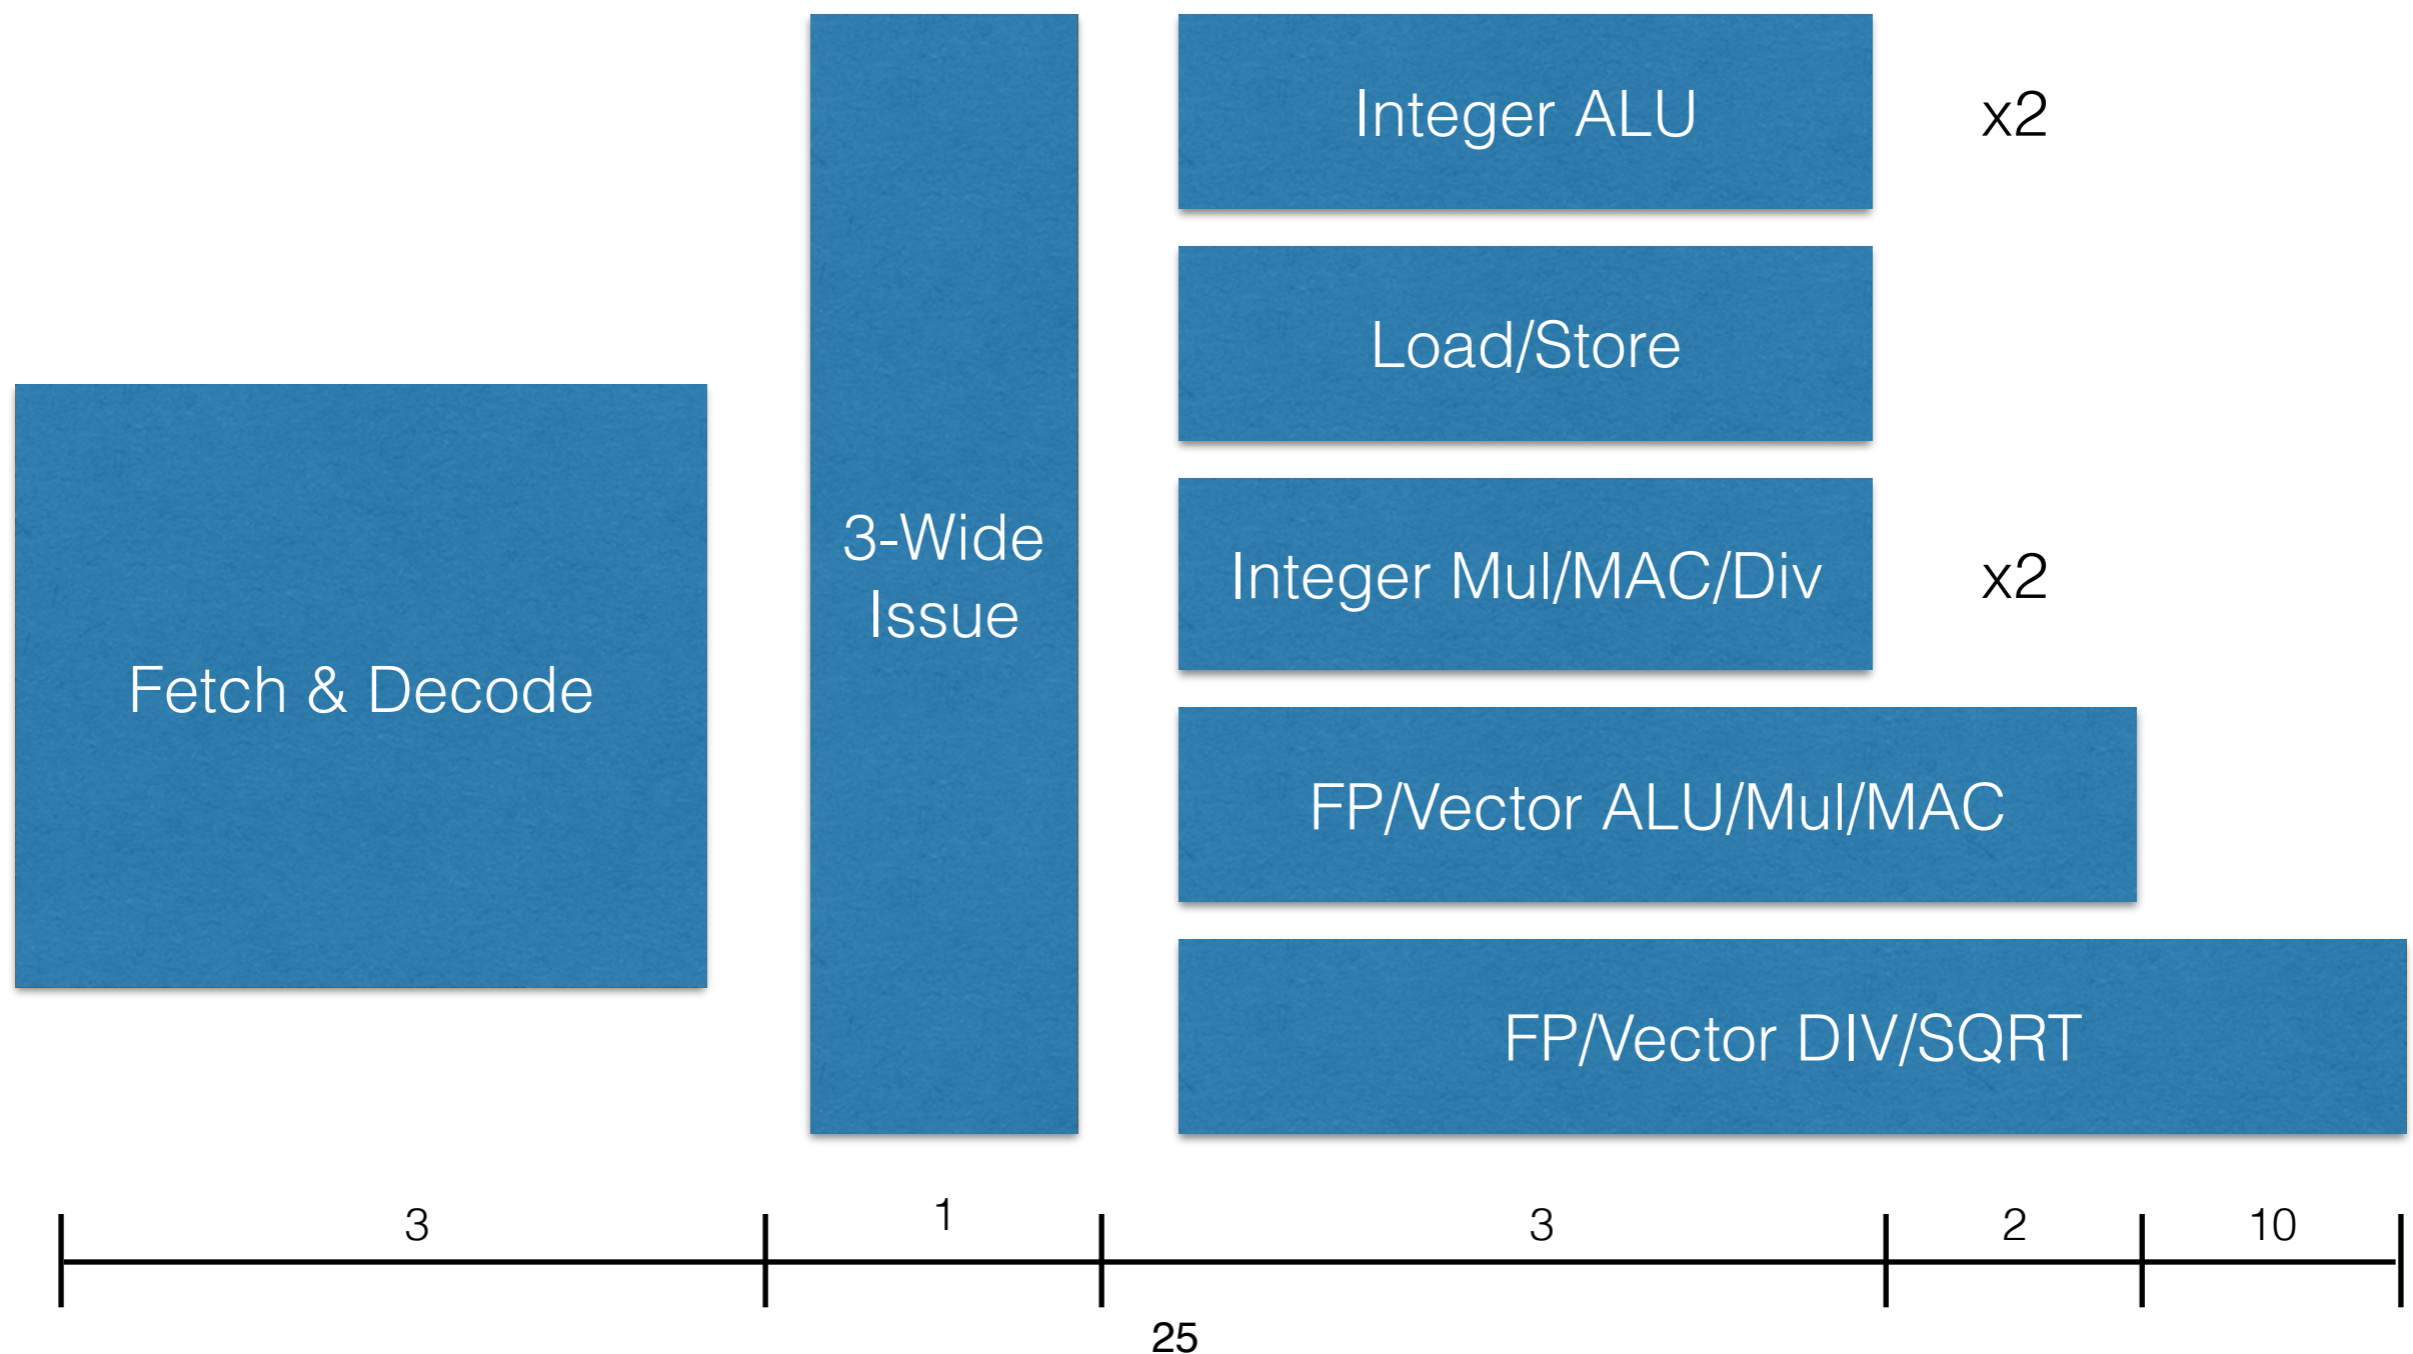 Integer ALU
x2
Load/Store
3-Wide
Issue
Integer Mul/MAC/Div
x2
Fetch & Decode
FP/Vector ALU/Mul/MAC
FP/Vector DIV/SQRT
3
1
3
2
10
25